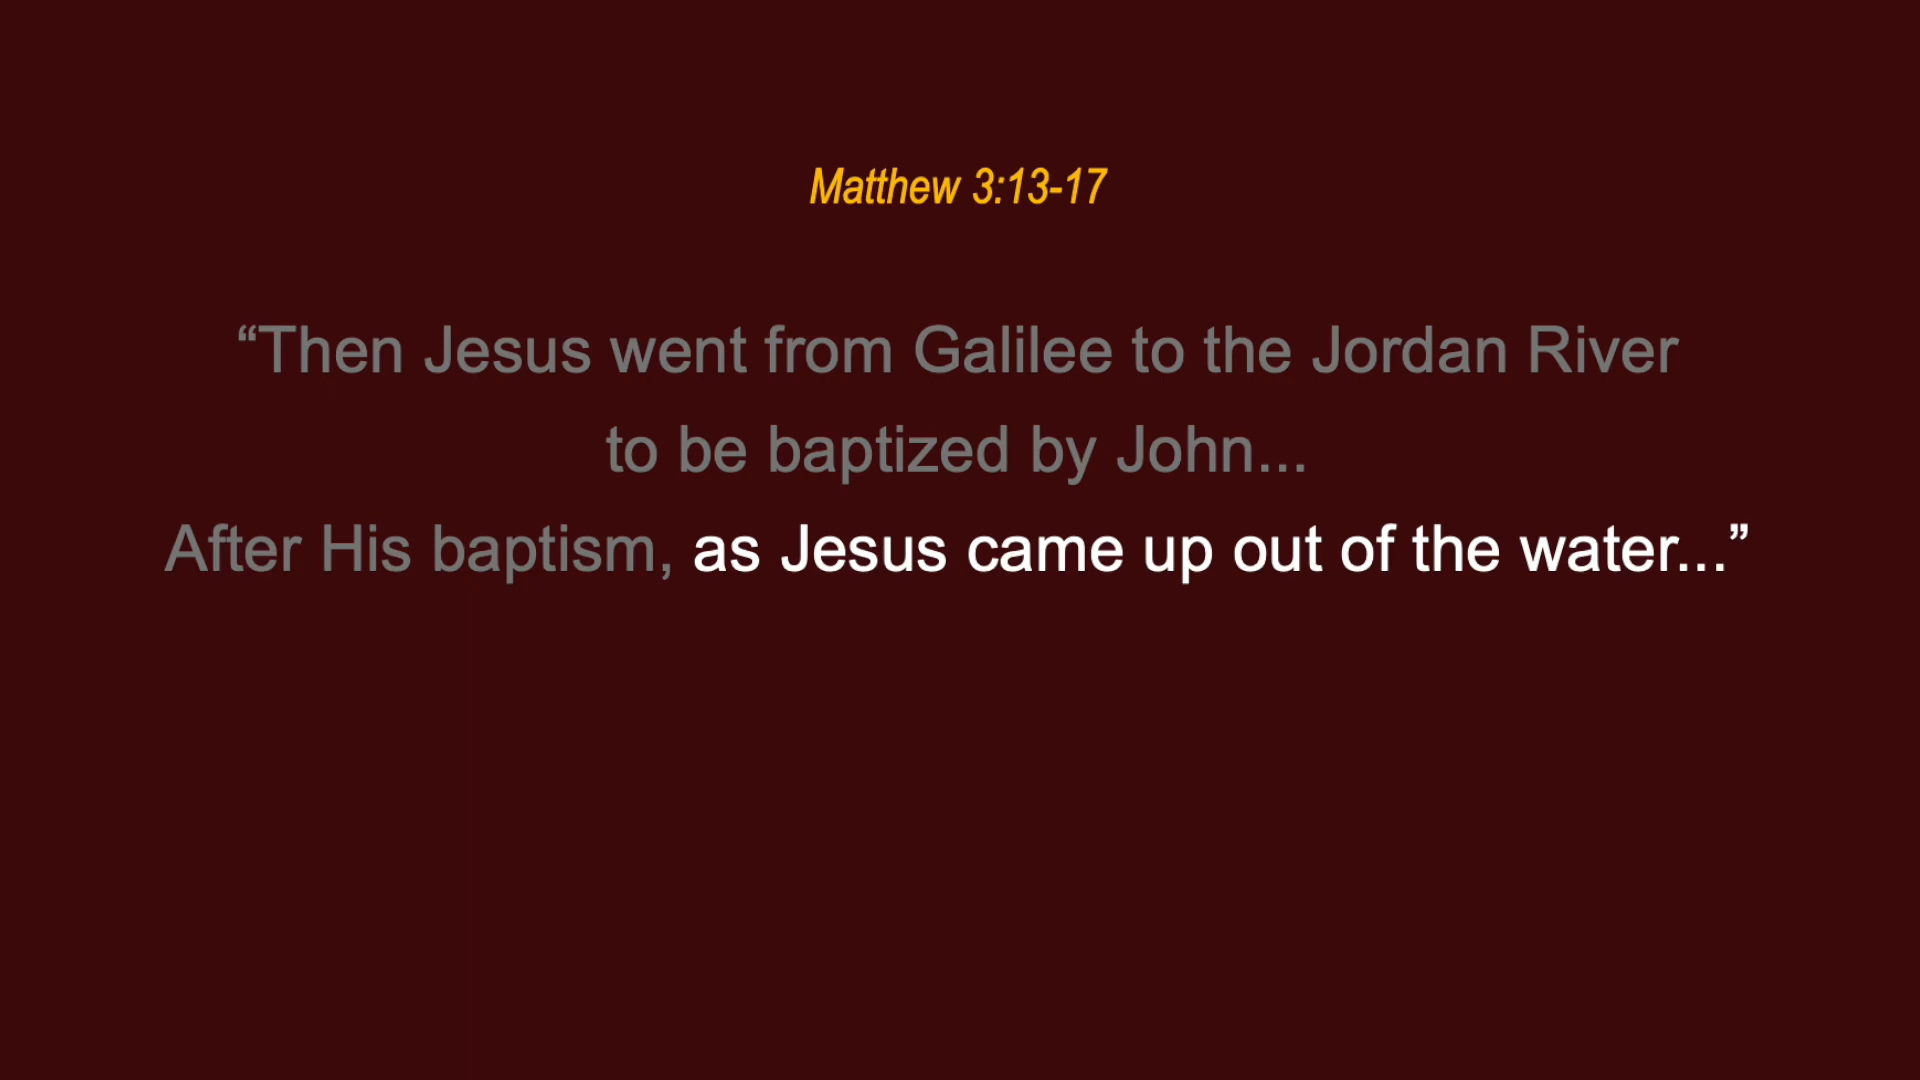 Matthew 3:13-17
“Then Jesus went from Galilee to the Jordan River
to be baptized by John...
After His baptism, as Jesus came up out of the water...”